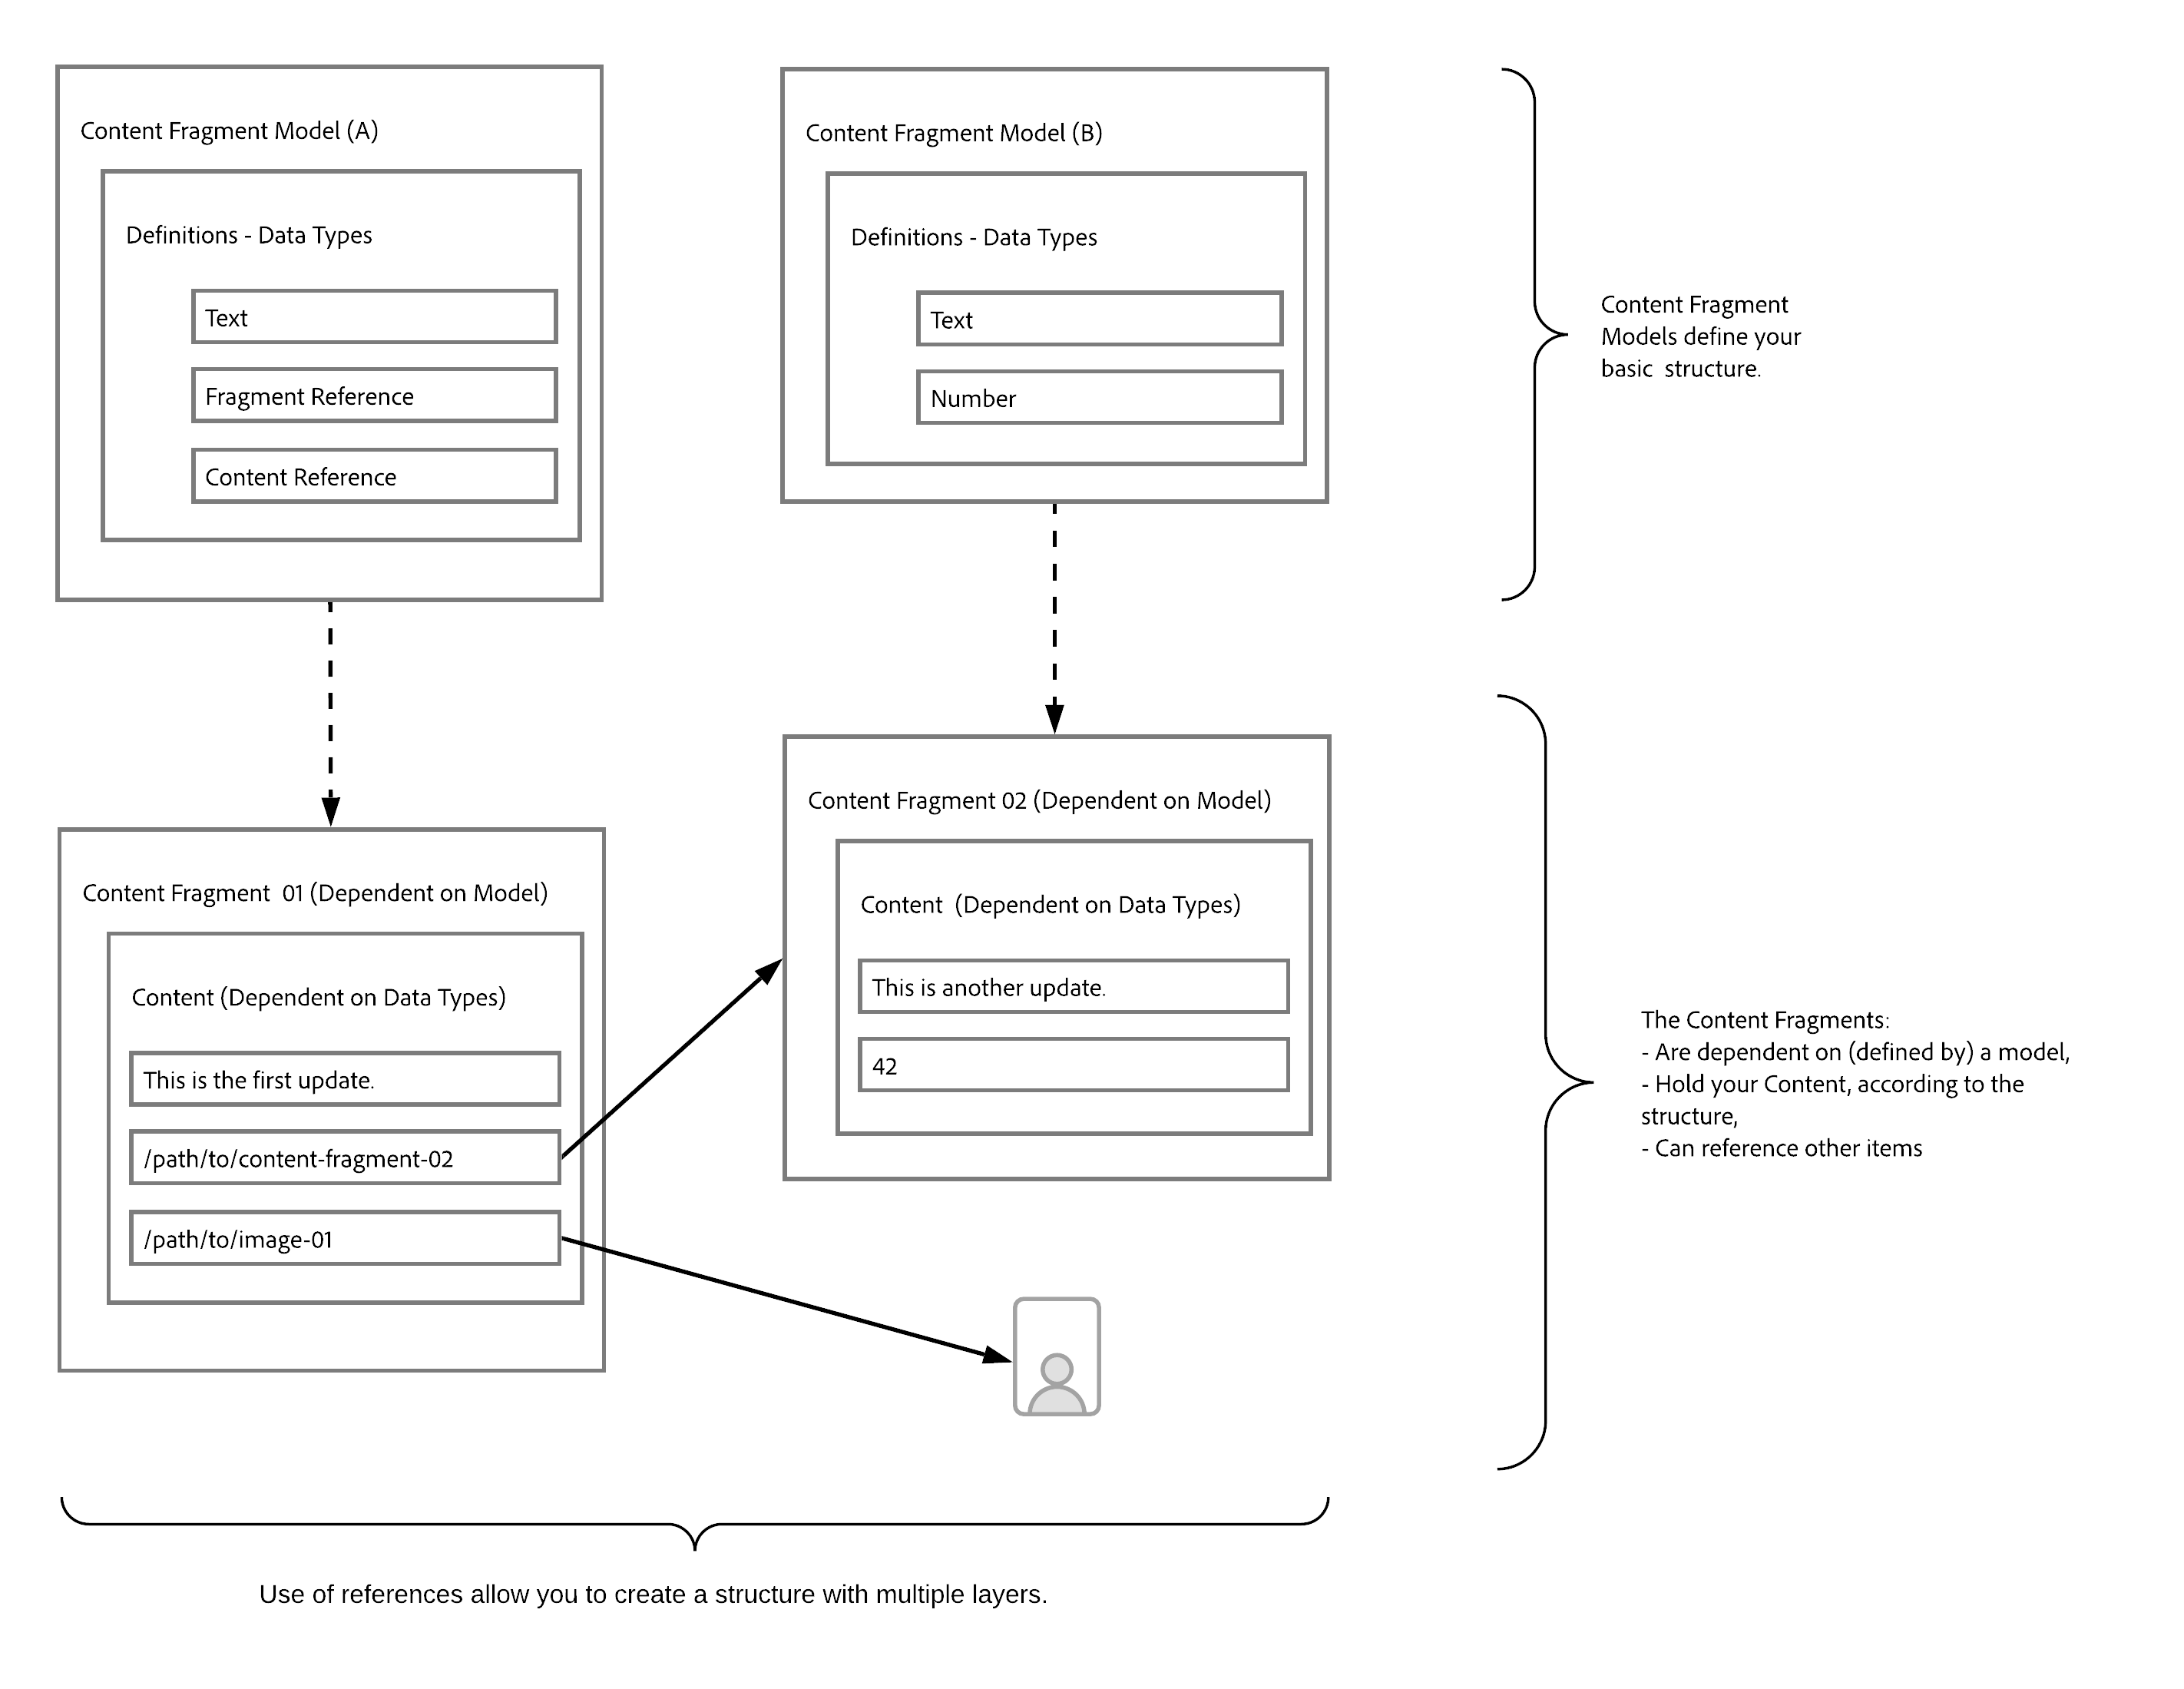 Content Fragment Model (A)
Definitions - Data Types
Text
Fragment Reference
Content Reference
Content Fragment Model (B)
Definitions - Data Types
Text
Number
Content Fragment
Models define your
basic  structure.
Content Fragment  01 (Dependent on Model)
Content (Dependent on Data Types)
This is the first update.
/path/to/content-fragment-02
/path/to/image-01
Content Fragment 02 (Dependent on Model)
Content  (Dependent on Data Types)
This is another update.
42
The Content Fragments:
- Are dependent on (defined by) a model,
- Hold your Content, according to the
structure,
- Can reference other items
Use of references allow you to create a structure with multiple layers.